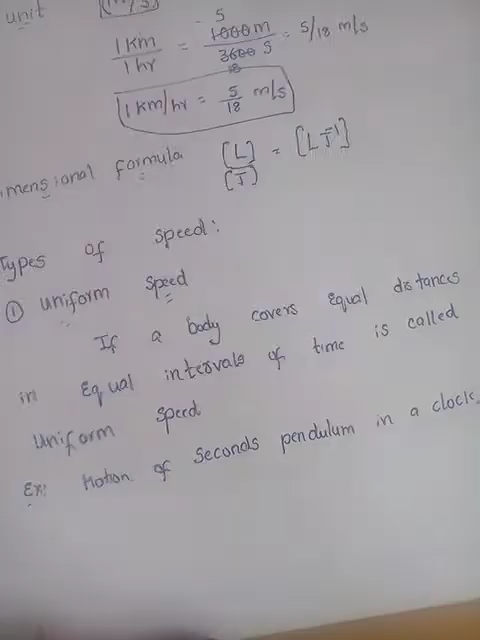 unit (m/s)
1 Km / 1 hr = 5 1000 m / 3600 s 18 = 5/18 m/s
1 Km/hr = 5/18 m/s
mensional formula [L] / [T] = [L T⁻¹]
Types of speed:
① uniform speed
If a body covers Equal distances
in Equal intervals of time is called
uniform speed
Ex: Motion of seconds pendulum in a clock.